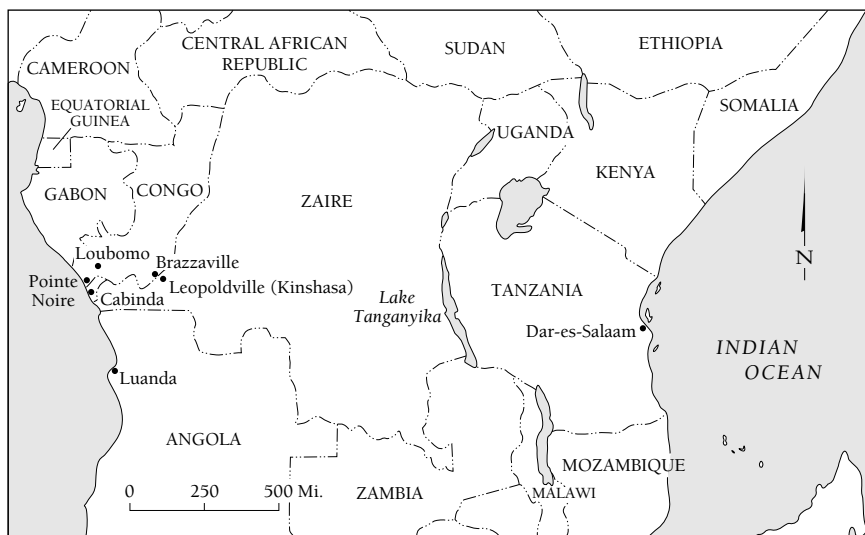 CENTRAL AFRICAN
REPUBLIC
SUDAN
ETHIOPIA
CAMEROON
SOMALIA
EQUATORIAL
GUINEA
UGANDA
KENYA
GABON
CONGO
ZAIRE
Loubomo
Brazzaville
N
Pointe
Noire
Leopoldville (Kinshasa)
Cabinda
Lake
Tanganyika
TANZANIA
Dar-es-Salaam
INDIAN
OCEAN
Luanda
ANGOLA
MOZAMBIQUE
0 250 500 Mi.
ZAMBIA
MALAWI